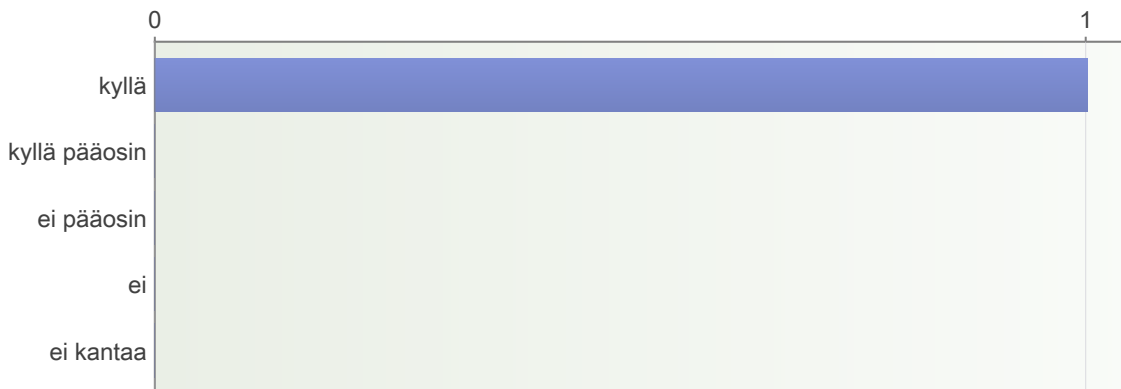 0 1
kyllä
kyllä pääosin
ei pääosin
ei
ei kantaa